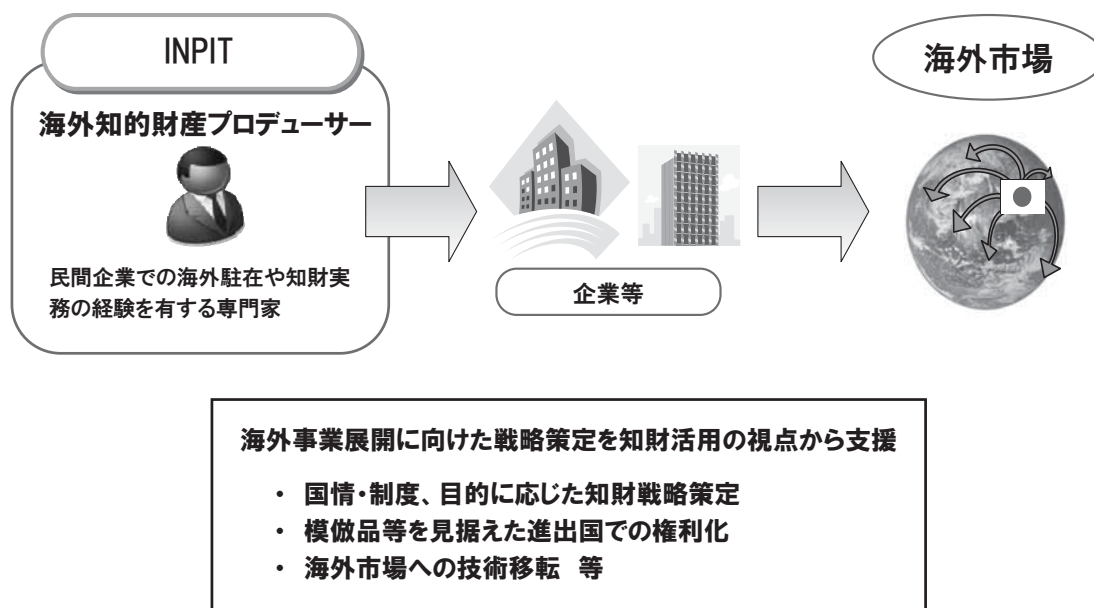 INPIT
海外知的財産プロデューサー
民間企業での海外駐在や知財実
務の経験を有する専門家
企業等
海外市場
海外事業展開に向けた戦略策定を知財活用の視点から支援
・ 国情・制度、目的に応じた知財戦略策定
・ 模倣品等を見据えた進出国での権利化
・ 海外市場への技術移転 等